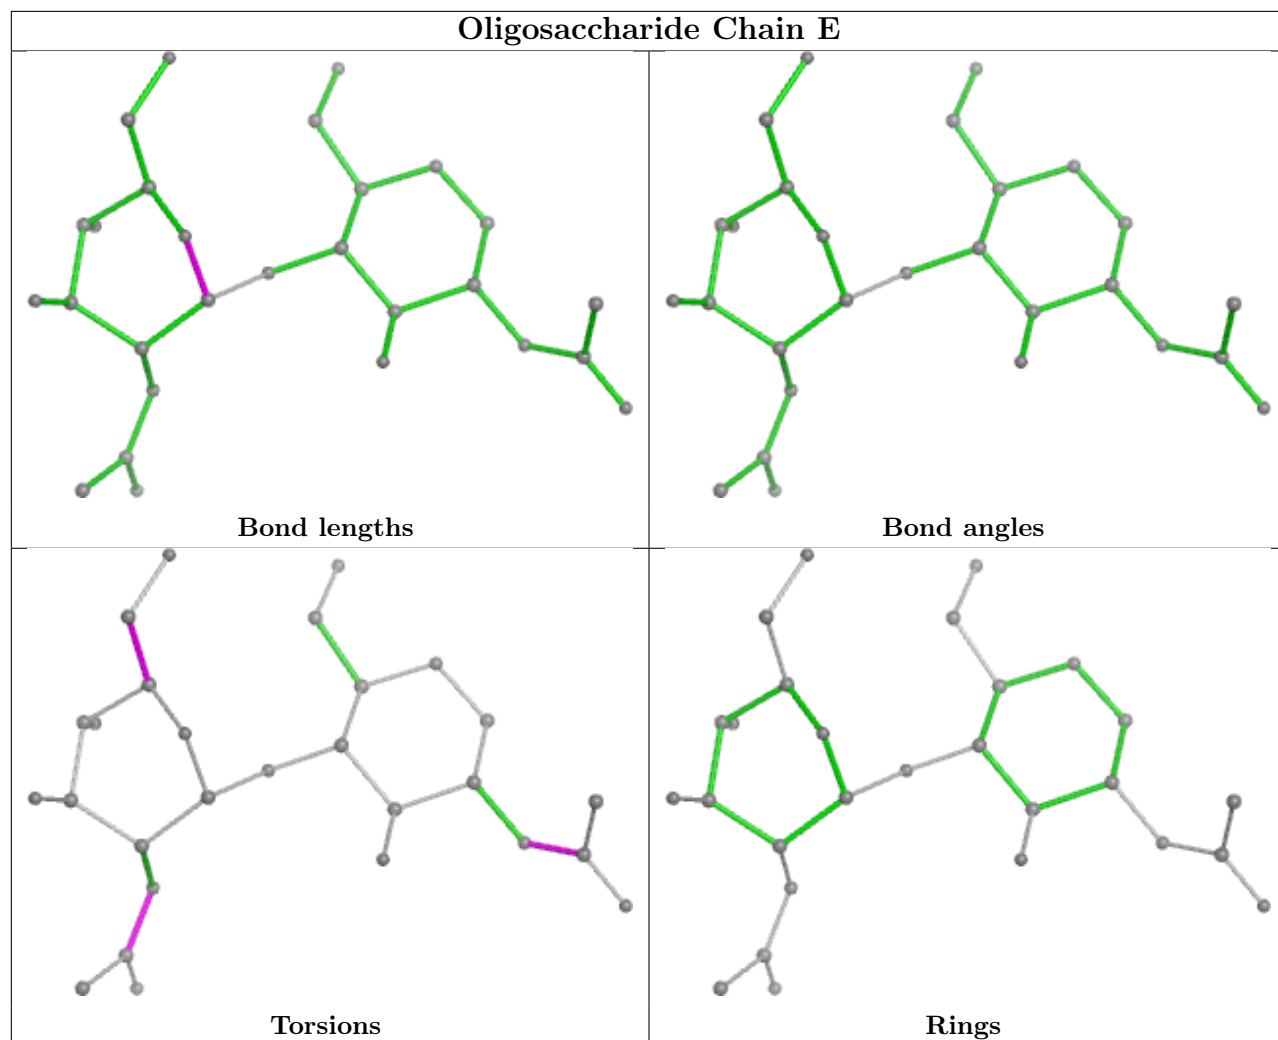 Oligosaccharide Chain E
Bond lengths
Bond angles
Torsions
Rings